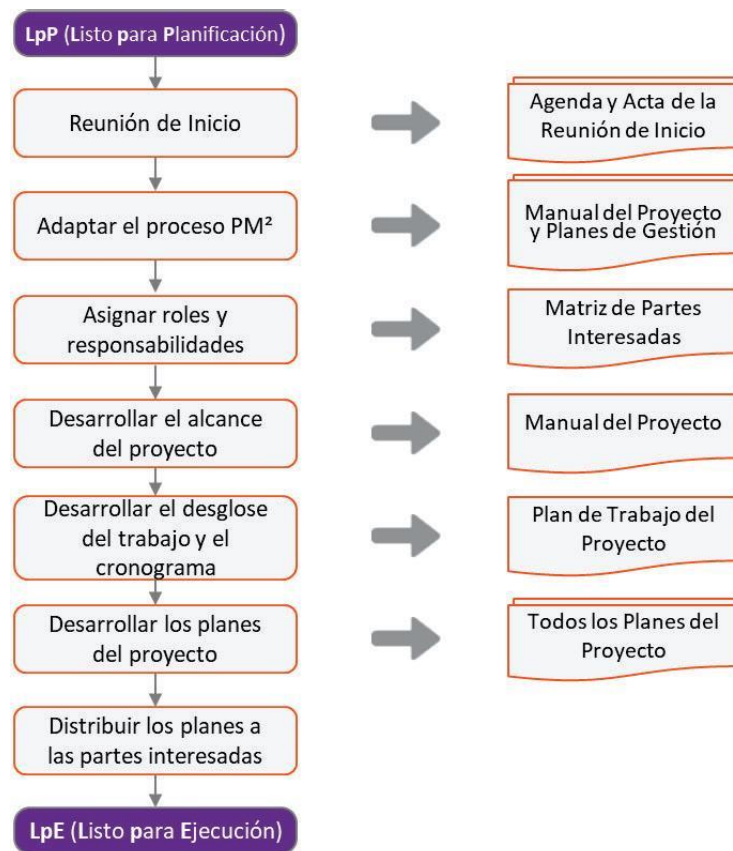 LpP (Listo para Planificación)
Reunión de Inicio
Agenda y Acta de la
Reunión de Inicio
Adaptar el proceso PM²
Manual del Proyecto
y Planes de Gestión
Asignar roles y
responsabilidades
Matriz de Partes
Interesadas
Desarrollar el alcance
del proyecto
Manual del Proyecto
Desarrollar el desglose
del trabajo y el
cronograma
Plan de Trabajo del
Proyecto
Desarrollar los planes
del proyecto
Todos los Planes del
Proyecto
Distribuir los planes a
las partes interesadas
LpE (Listo para Ejecución)